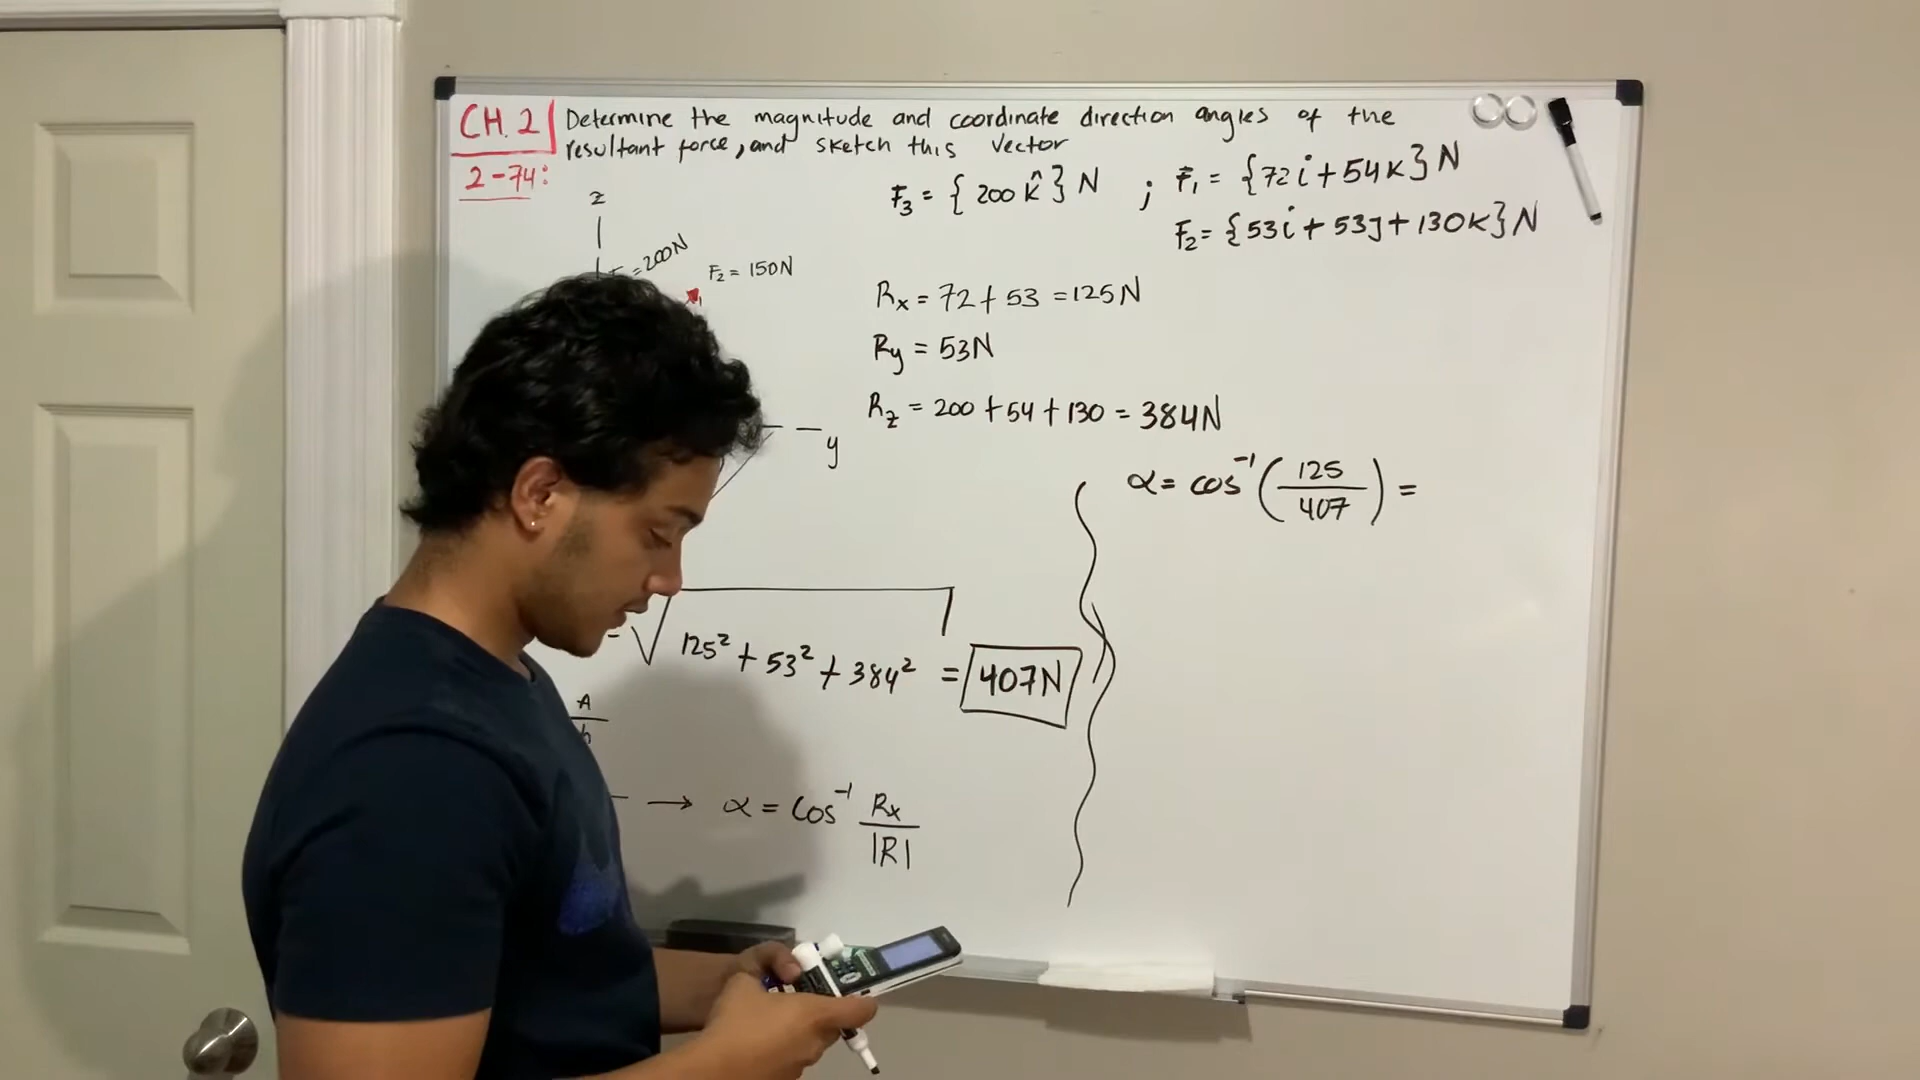 CH. 2
Determine the magnitude and coordinate direction angles of the
resultant force, and sketch this vector
2-74:
F₃ = { 200 k̂ } N ; F₁ = {72i + 54k} N
F₂ = {53i + 53J + 130k} N
z
= 200N
F₂ = 150N
y
Rx = 72 + 53 = 125N
Ry = 53N
Rz = 200 + 54 + 130 = 384N
α = cos⁻¹ (125/407) =
= √125² + 53² + 384² = 407N
A
h
→ α = Cos⁻¹ Rx/|R|